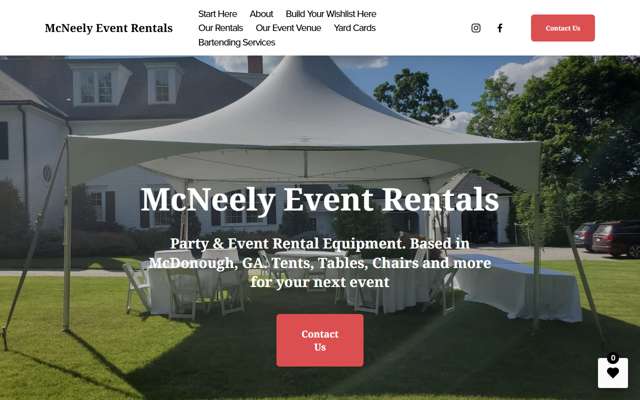 McNeely Event Rentals
Start Here About Build Your Wishlist Here
Our Rentals Our Event Venue Yard Cards
Bartending Services
Contact Us
McNeely Event Rentals
Party & Event Rental Equipment. Based in
McDonough, GA. Tents, Tables, Chairs and more
for your next event
Contact
Us
0